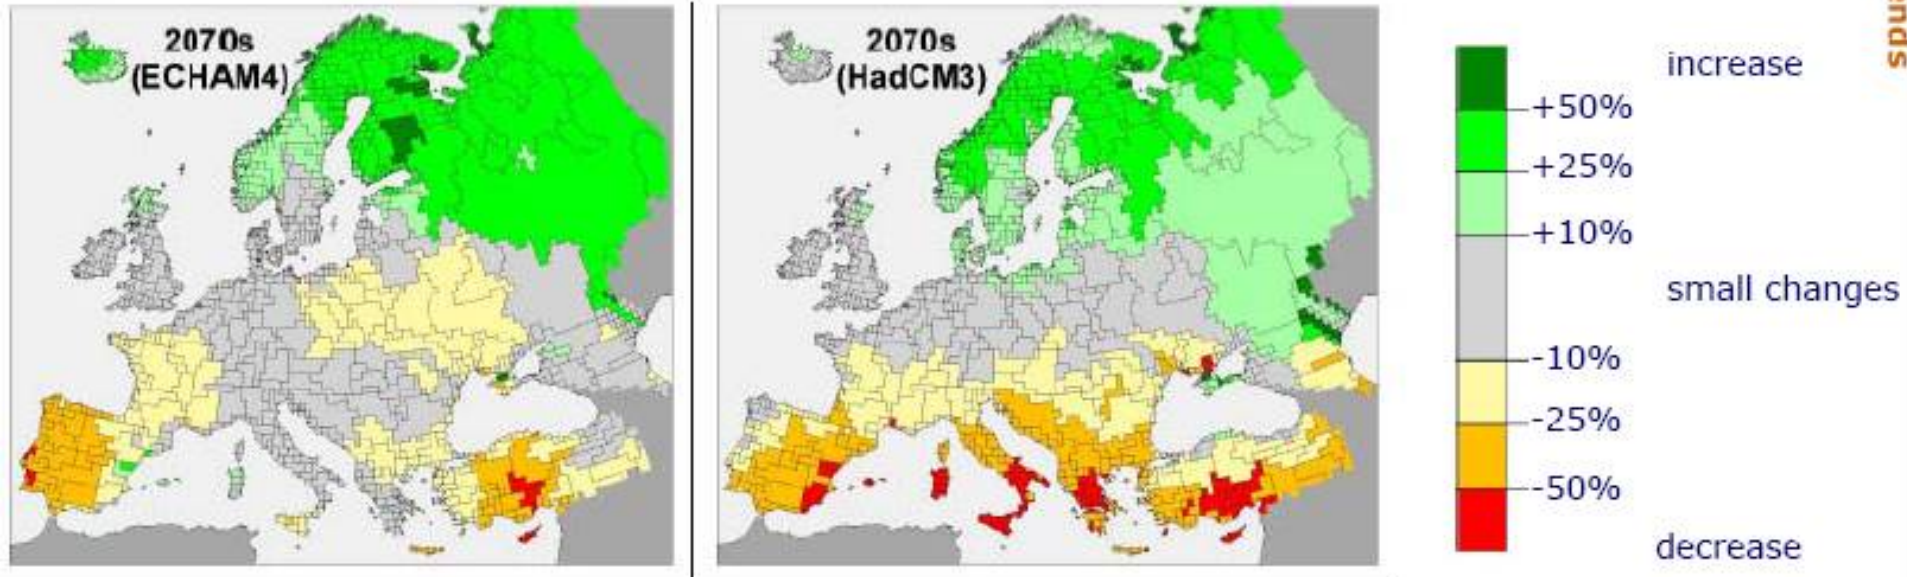 2070s
(ECHAM4)
2070s
(HadCM3)
increase
+50%
+25%
+10%
small changes
-10%
-25%
-50%
decrease